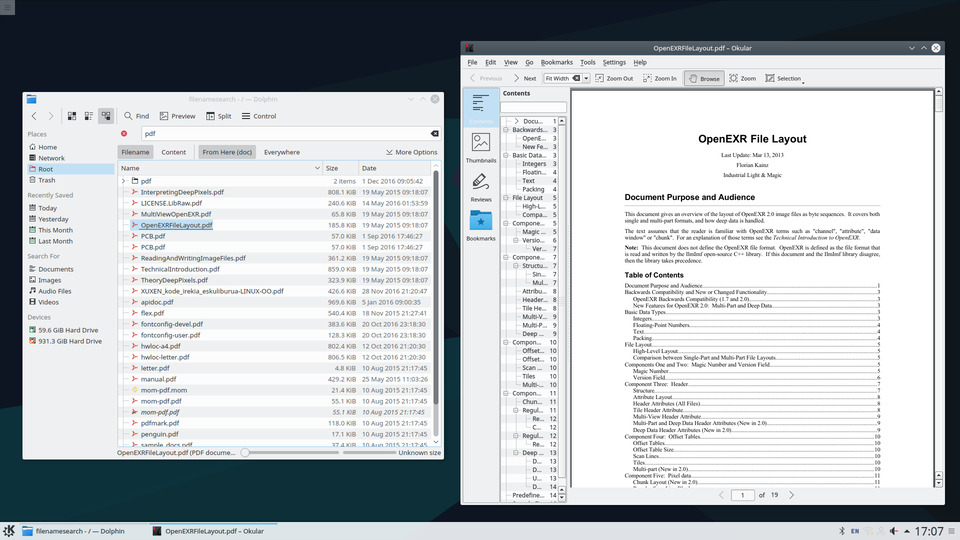 filenamesearch - / — Dolphin
Find
Preview
Split
Control
Places
Home
Network
Root
Trash
Recently Saved
Today
Yesterday
This Month
Last Month
Search For
Documents
Images
Audio Files
Videos
Devices
59.6 GiB Hard Drive
931.3 GiB Hard Drive
pdf
Filename Content From Here (doc) Everywhere More Options
Name Size Date
pdf 2 items 1 Dec 2016 09:05:42
InterpretingDeepPixels.pdf 808.1 KiB 19 May 2015 09:18:07
LICENSE.LibRaw.pdf 240.6 KiB 14 May 2016 01:53:59
MultiViewOpenEXR.pdf 65.8 KiB 19 May 2015 09:18:07
OpenEXRFileLayout.pdf 185.8 KiB 19 May 2015 09:18:07
PCB.pdf 57.0 KiB 1 Sep 2016 17:46:27
PCB.pdf 57.0 KiB 1 Sep 2016 17:46:27
ReadingAndWritingImageFiles.pdf 361.2 KiB 19 May 2015 09:18:07
TechnicalIntroduction.pdf 859.0 KiB 19 May 2015 09:18:07
TheoryDeepPixels.pdf 323.9 KiB 19 May 2015 09:18:07
XUXEN_kode_irekia_eskuliburua-LINUX-OO.pdf 426.6 KiB 28 Nov 2016 21:20:47
apidoc.pdf 969.6 KiB 5 Jan 2016 09:00:35
flex.pdf 540.4 KiB 18 Nov 2015 21:27:41
fontconfig-devel.pdf 383.6 KiB 20 Oct 2016 23:18:30
fontconfig-user.pdf 128.3 KiB 20 Oct 2016 23:18:30
hwloc-a4.pdf 802.4 KiB 12 Oct 2016 21:20:30
hwloc-letter.pdf 806.5 KiB 12 Oct 2016 21:20:30
letter.pdf 4.8 KiB 10 Aug 2015 21:17:45
manual.pdf 429.2 KiB 25 May 2016 11:03:26
mom-pdf.mom 21.4 KiB 10 Aug 2015 21:17:45
mom-pdf.pdf 55.1 KiB 10 Aug 2015 21:17:45
mom-pdf.pdf 55.1 KiB 10 Aug 2015 21:17:45
pdfmark.pdf 118.0 KiB 10 Aug 2015 21:17:45
penguin.pdf 17.1 KiB 10 Aug 2015 21:17:45
sample_docs.pdf 37.4 KiB 10 Aug 2015 21:17:45
OpenEXRFileLayout.pdf (PDF docume... Unknown size
OpenEXRFileLayout.pdf – Okular
File Edit View Go Bookmarks Tools Settings Help
Previous Next Fit Width Zoom Out Zoom In Browse Zoom Selection
Thumbnails
Reviews
Bookmarks
Contents
Docu... 1
Backwards... 3
OpenE... 3
New Fe... 3
Basic Data... 3
Integers 3
Floatin... 4
Text 4
Packing 4
File Layout 5
High-L... 5
Compa... 5
Compone... 5
Magic ... 5
Versio... 6
Ver... 7
Compone... 7
Structu... 7
Sin... 7
Mul... 7
Attribu... 8
Header... 8
Tile He... 8
Multi-V... 9
Multi-P... 9
Deep ... 9
Compon... 10
Offset... 10
Offset... 10
Scan ... 10
Tiles 10
Multi-... 10
Compon... 11
Chun... 11
Regul... 11
Re... 12
C... 12
Regul... 12
Re... 12
Deep ... 13
D... 13
D... 13
U... 13
D... 14
Predefine... 14
OpenEXR File Layout
Last Update: Mar 13, 2013
Florian Kainz
Industrial Light & Magic
Document Purpose and Audience
This document gives an overview of the layout of OpenEXR 2.0 image files as byte sequences. It covers both
single and multi-part formats, and how deep data is handled.
The text assumes that the reader is familiar with OpenEXR terms such as "channel", "attribute", "data
window" or "chunk". For an explanation of those terms see the Technical Introduction to OpenEXR.
Note: This document does not define the OpenEXR file format. OpenEXR is defined as the file format that
is read and written by the IlmImf open-source C++ library. If this document and the IlmImf library disagree,
then the library takes precedence.
Table of Contents
Document Purpose and Audience 1
Backwards Compatibility and New or Changed Functionality 3
OpenEXR Backwards Compatibility (1.7 and 2.0) 3
New Features for OpenEXR 2.0: Multi-Part and Deep Data 3
Basic Data Types 3
Integers 3
Floating-Point Numbers 4
Text 4
Packing 4
File Layout 5
High-Level Layout 5
Comparison between Single-Part and Multi-Part File Layouts 5
Components One and Two: Magic Number and Version Field 5
Magic Number 5
Version Field 6
Component Three: Header 7
Structure 7
Attribute Layout 8
Header Attributes (All Files) 8
Tile Header Attribute 8
Multi-View Header Attribute 9
Multi-Part and Deep Data Header Attributes (New in 2.0) 9
Deep Data Header Attributes (New in 2.0) 9
Component Four: Offset Tables 10
Offset Tables 10
Offset Table Size 10
Scan Lines 10
Tiles 10
Multi-part (New in 2.0) 10
Component Five: Pixel data 11
Chunk Layout (New in 2.0) 11
1 of 19
filenamesearch - / — Dolphin
OpenEXRFileLayout.pdf – Okular
EN
17:07